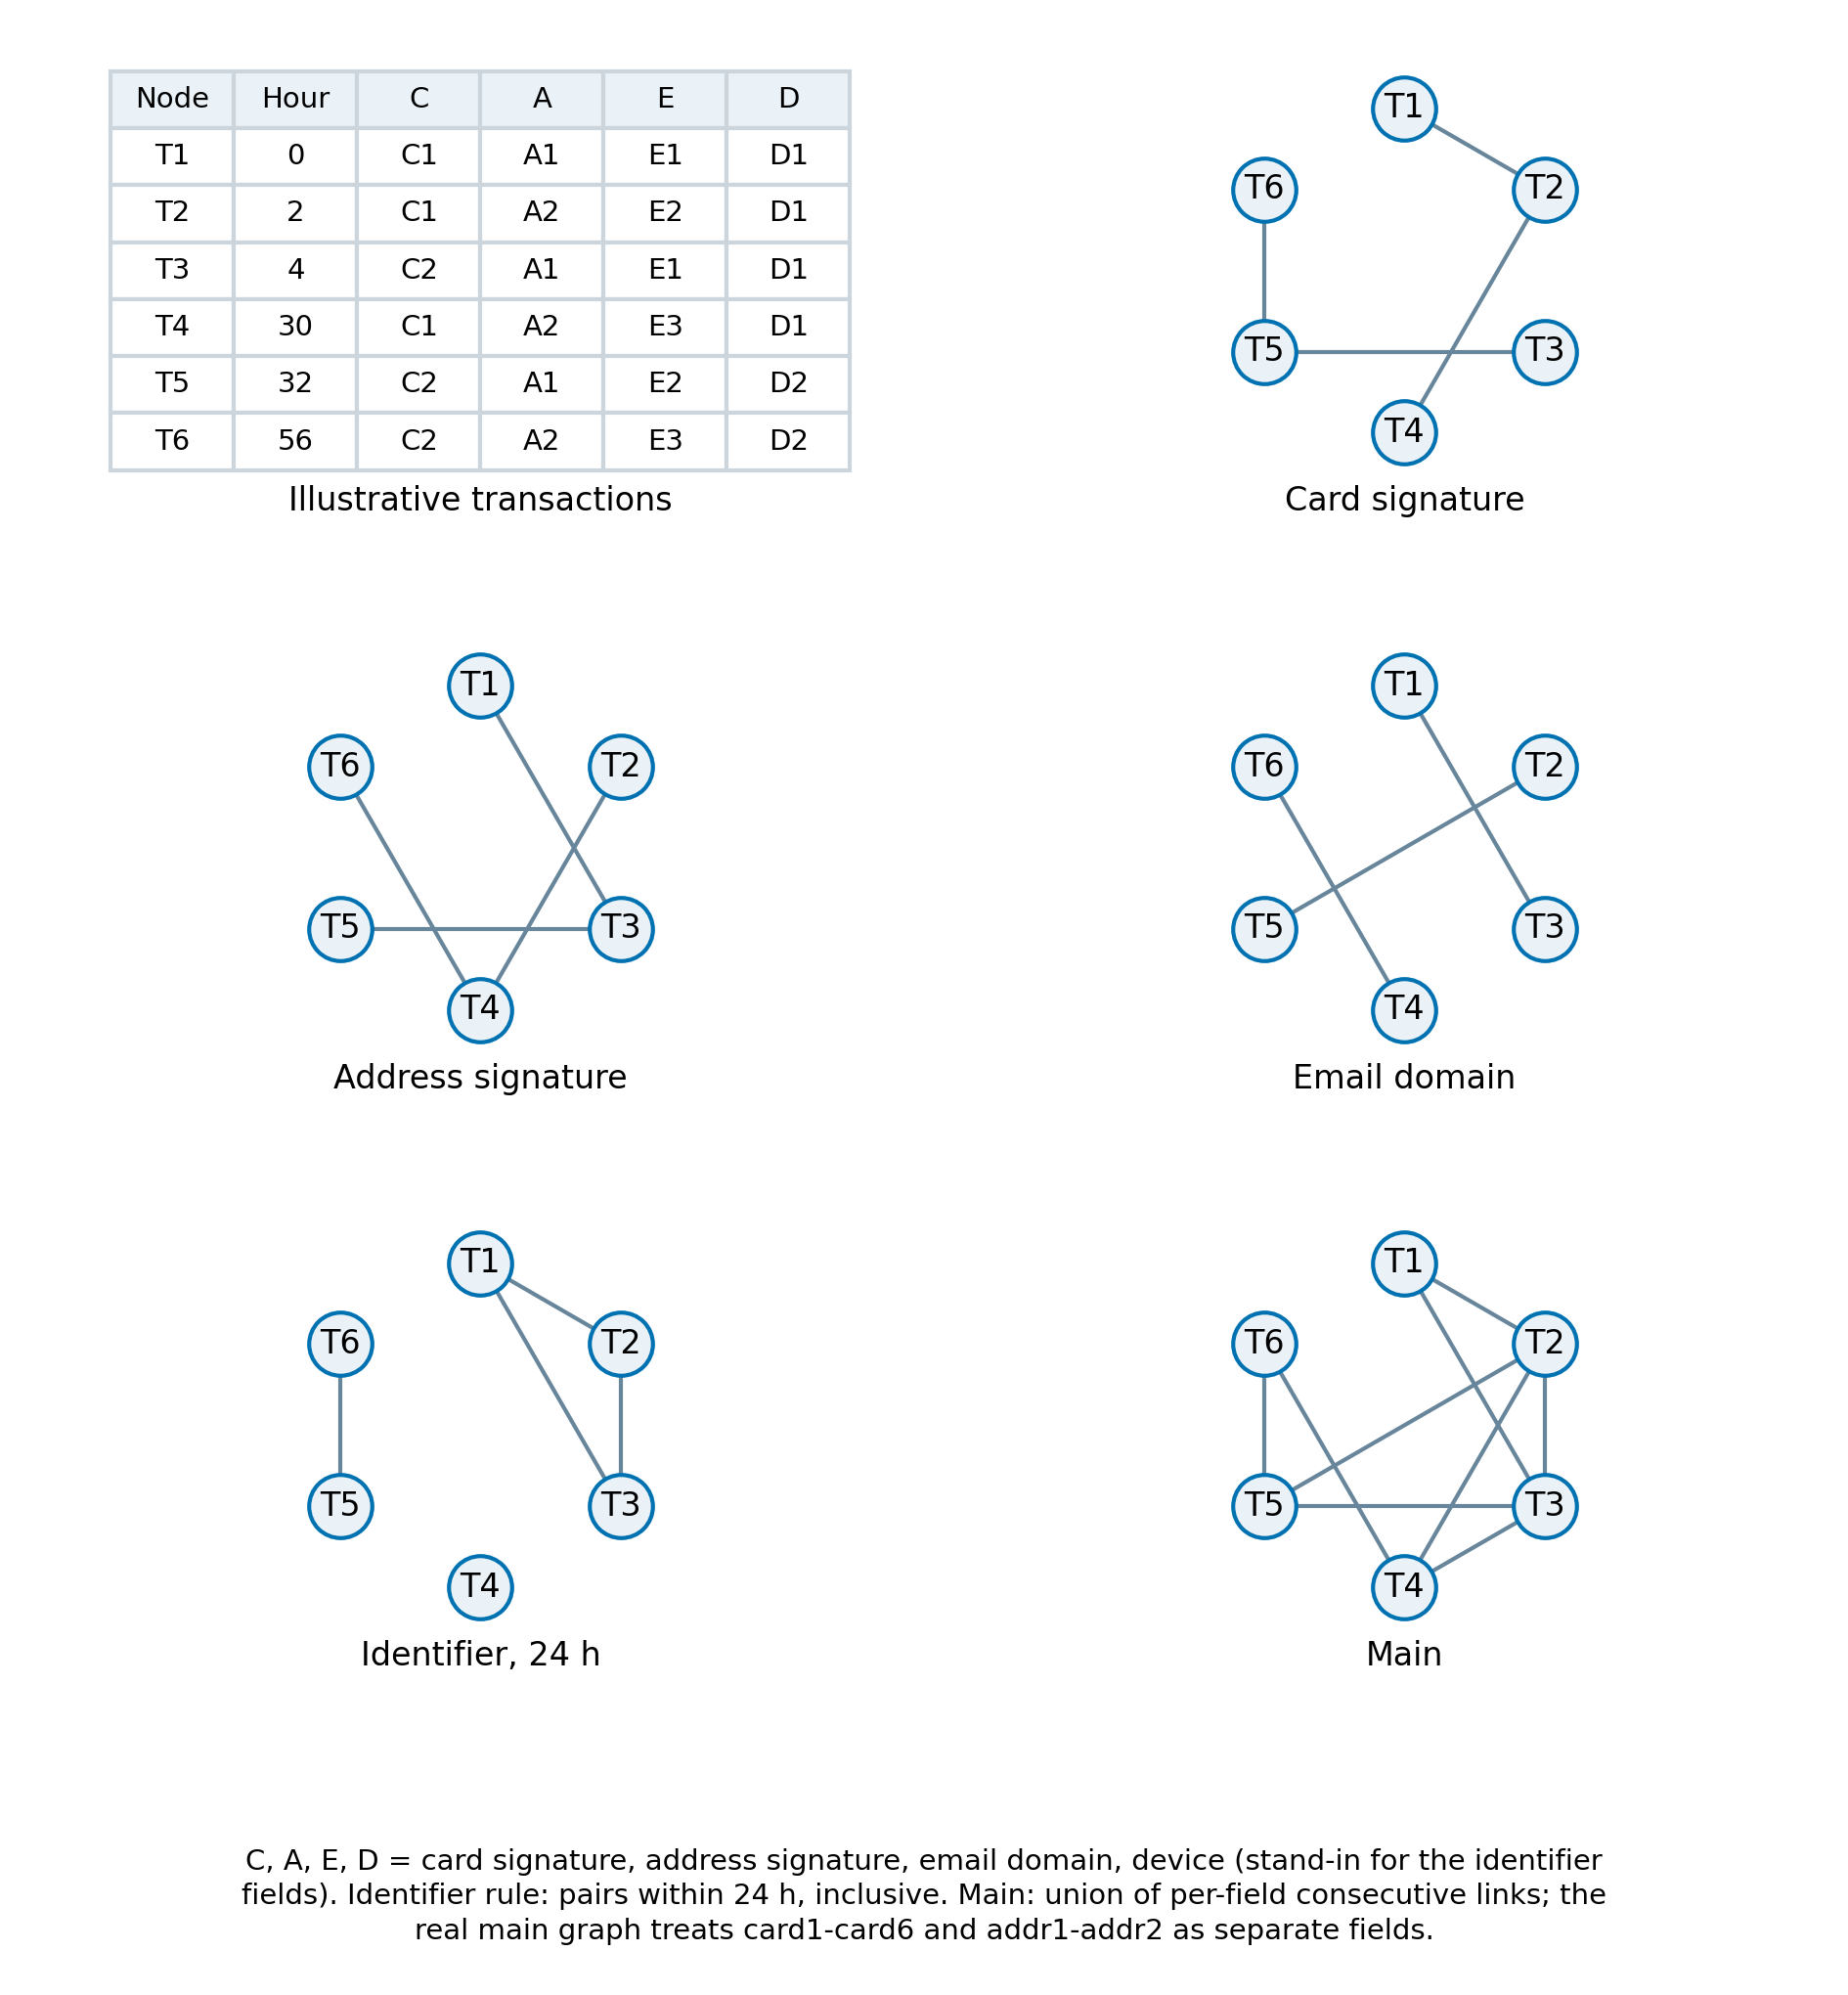 Node Hour C A E D
T1 0 C1 A1 E1 D1
T2 2 C1 A2 E2 D1
T3 4 C2 A1 E1 D1
T4 30 C1 A2 E3 D1
T5 32 C2 A1 E2 D2
T6 56 C2 A2 E3 D2
Illustrative transactions
T1
T6 T2
T5 T3
T4
Card signature
T1
T6 T2
T5 T3
T4
Address signature
T1
T6 T2
T5 T3
T4
Email domain
T1
T6 T2
T5 T3
T4
Identifier, 24 h
T1
T6 T2
T5 T3
T4
Main
C, A, E, D = card signature, address signature, email domain, device (stand-in for the identifier
fields). Identifier rule: pairs within 24 h, inclusive. Main: union of per-field consecutive links; the
real main graph treats card1-card6 and addr1-addr2 as separate fields.